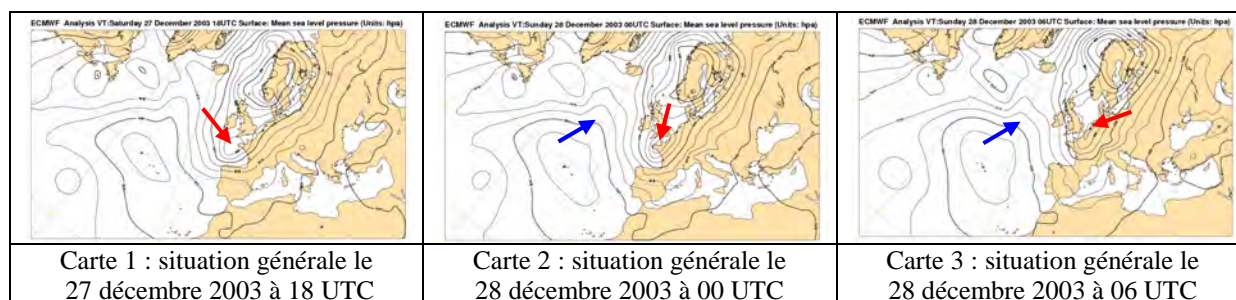 ECMWF Analysis VT:Saturday 27 December 2003 18UTC Surface: Mean sea level pressure (Units: hpa)
ECMWF Analysis VT:Sunday 28 December 2003 00UTC Surface: Mean sea level pressure (Units: hpa)
ECMWF Analysis VT:Sunday 28 December 2003 06UTC Surface: Mean sea level pressure (Units: hpa)
Carte 1 : situation générale le
27 décembre 2003 à 18 UTC
Carte 2 : situation générale le
28 décembre 2003 à 00 UTC
Carte 3 : situation générale le
28 décembre 2003 à 06 UTC